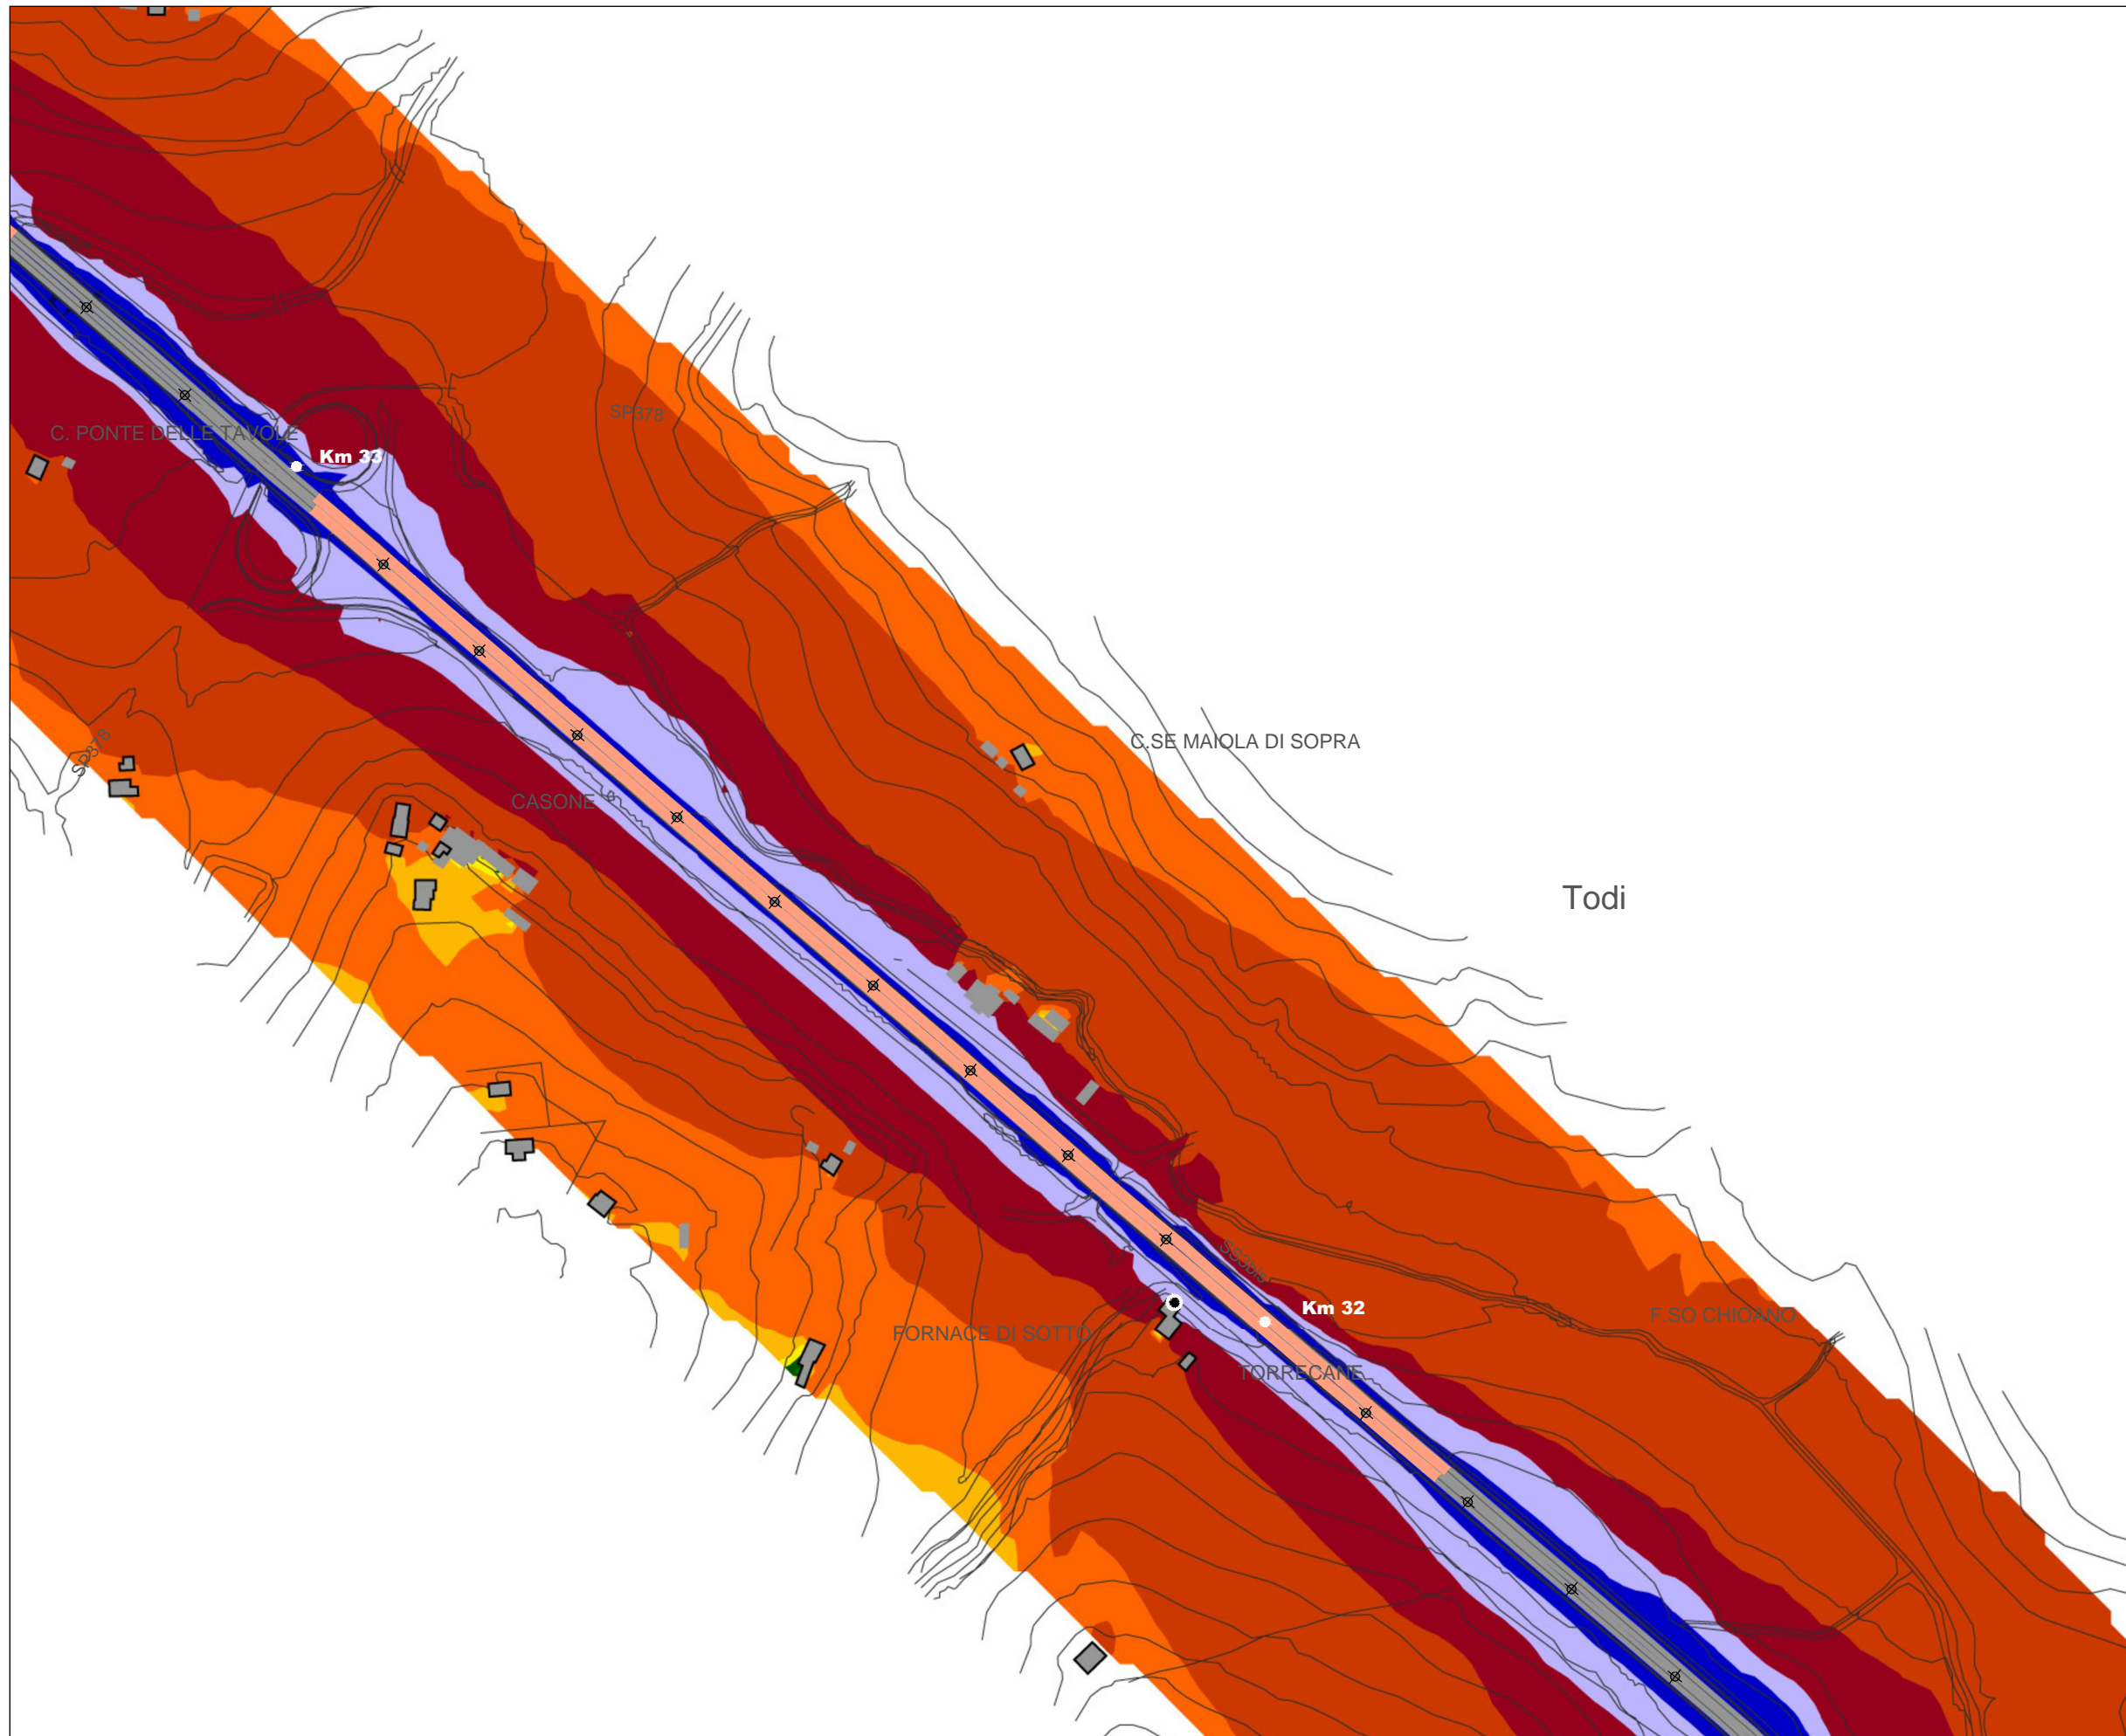 SP378
C. PONTE DELLE TAVOLE
Km 33
SP378
C.SE MAIOLA DI SOPRA
CASONE
Todi
SS3bis
Km 32
F.SO CHIOANO
FORNACE DI SOTTO
TORRECANE